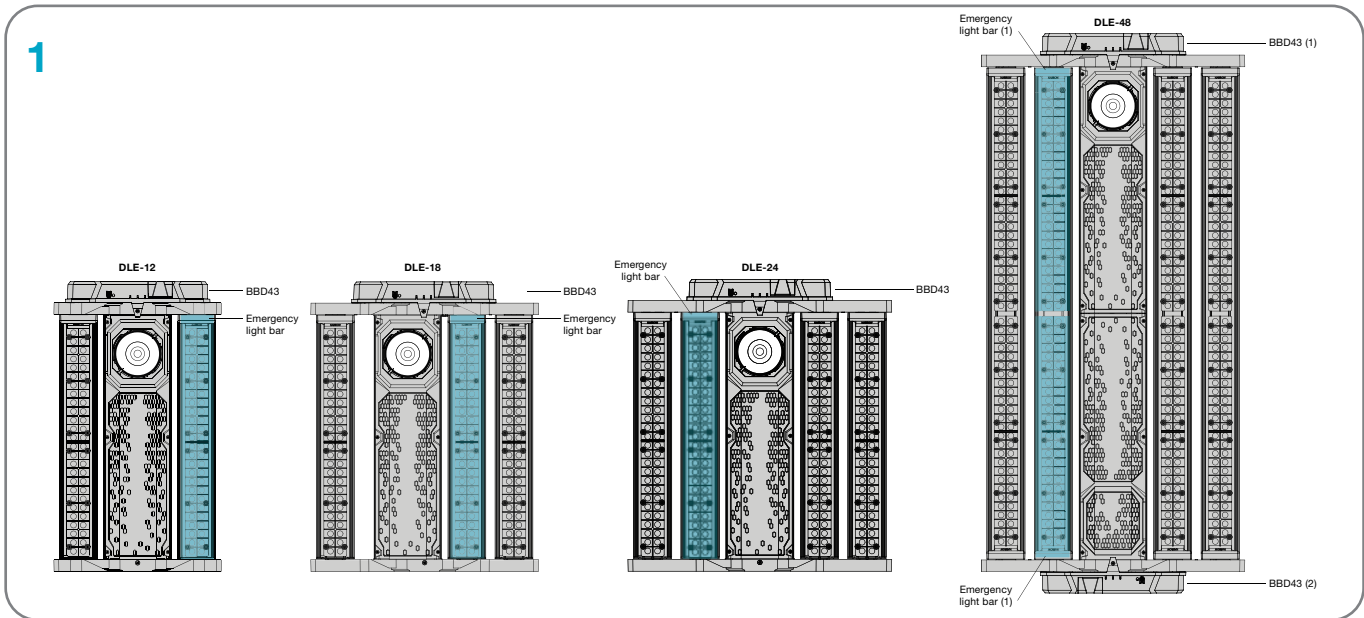 1
Emergency
light bar (1)
DLE-48
BBD43 (1)
DLE-12
BBD43
Emergency
light bar
DLE-18
BBD43
Emergency
light bar
Emergency
light bar
DLE-24
BBD43
Emergency
light bar (1)
BBD43 (2)